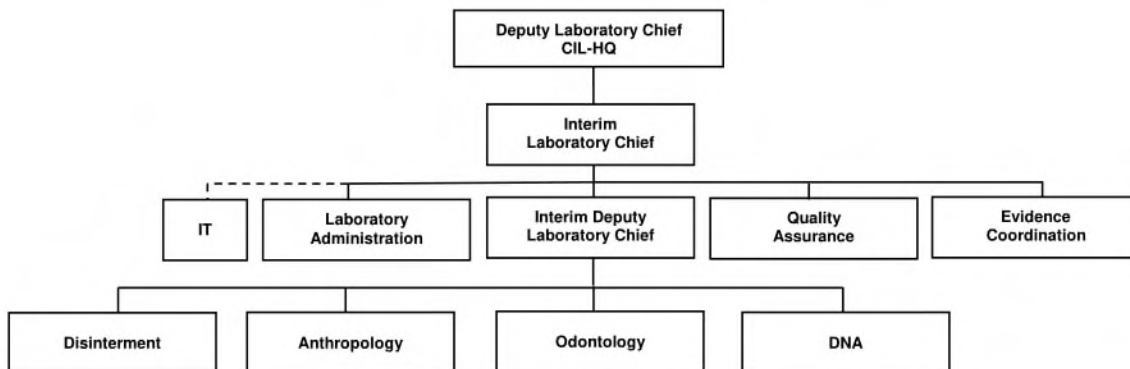 Deputy Laboratory Chief
CIL-HQ
Interim
Laboratory Chief
IT
Laboratory
Administration
Interim Deputy
Laboratory Chief
Quality
Assurance
Evidence
Coordination
Disinterment
Anthropology
Odontology
DNA